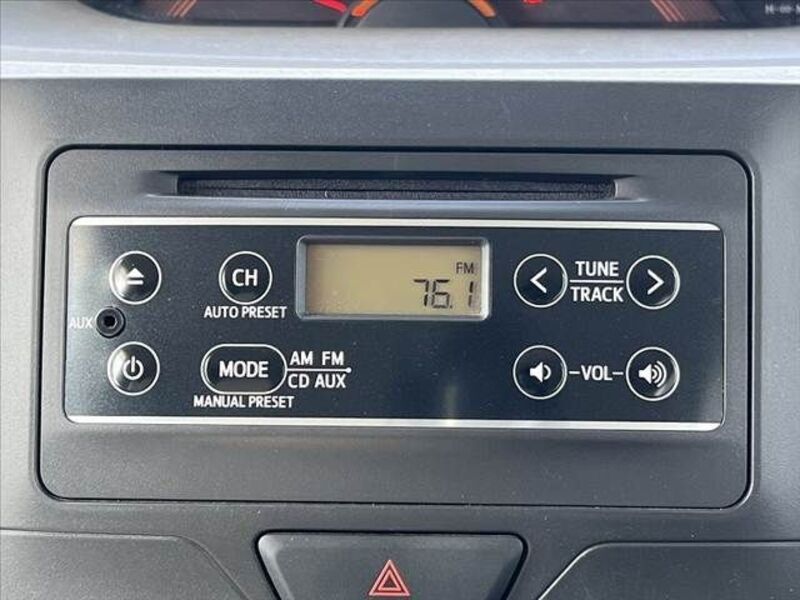 CH
AUTO PRESET
FM
76.1
TUNE
TRACK
AUX
MODE
AM FM
CD AUX
MANUAL PRESET
VOL